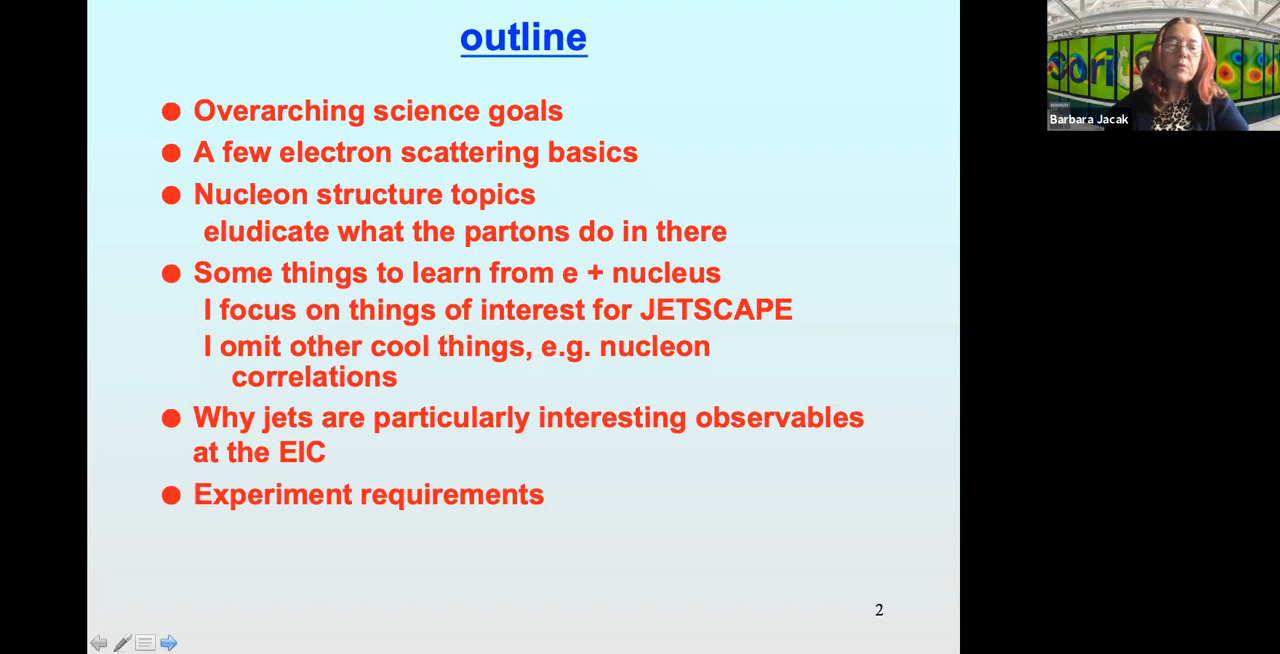 outline
Overarching science goals
A few electron scattering basics
Nucleon structure topics
eludicate what the partons do in there
Some things to learn from e + nucleus
I focus on things of interest for JETSCAPE
I omit other cool things, e.g. nucleon
correlations
Why jets are particularly interesting observables
at the EIC
Experiment requirements
2
cori
Barbara Jacak